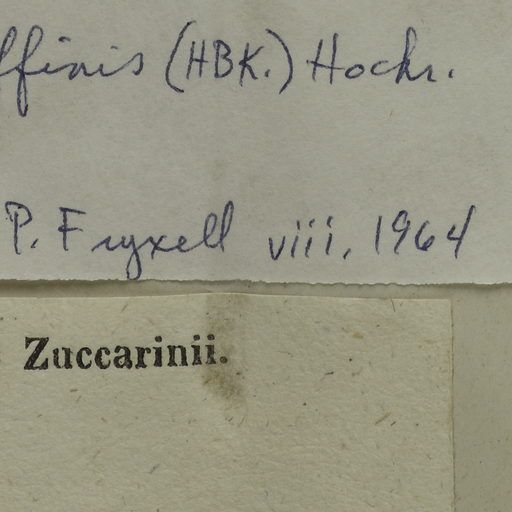 ffinis (HBK.) Hochr.
P. Fryxell viii, 1964
Zuccarinii.